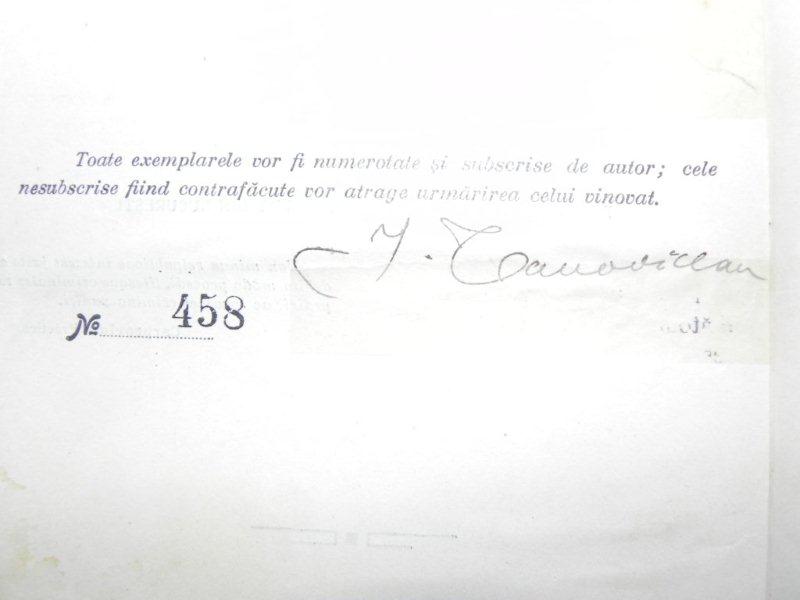 Toate exemplarele vor fi numerotate și subscrise de autor; cele
nesubscrise fiind contrafăcute vor atrage urmărirea celui vinovat.
I. Tanoviceanu
№ 458